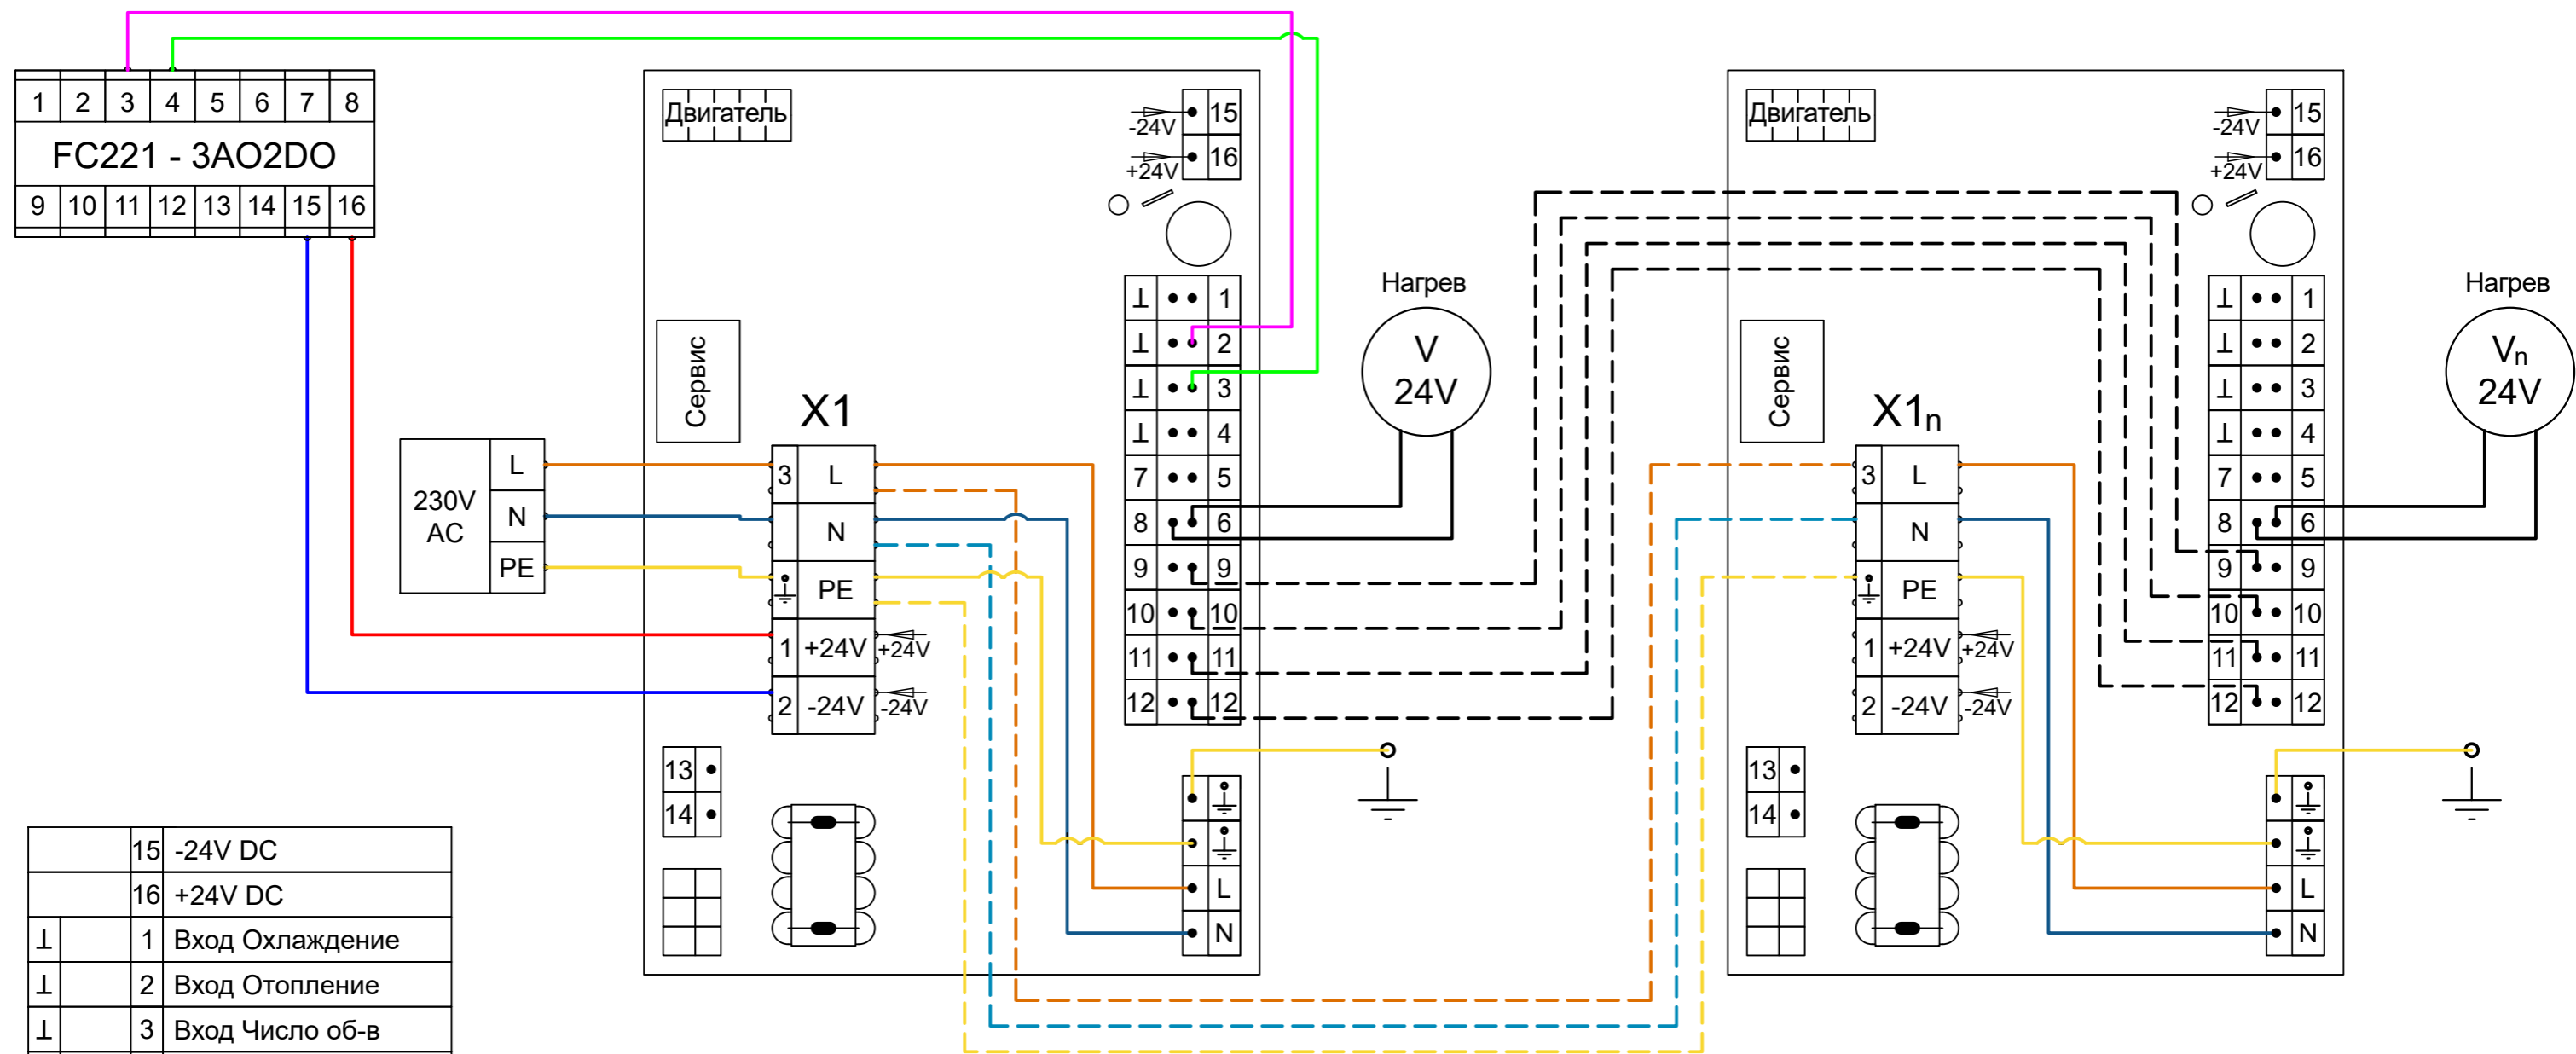 1 2 3 4 5 6 7 8
FC221 - 3AO2DO
9 10 11 12 13 14 15 16
Двигатель
-24V 15
+24V 16
⊥ 1
⊥ 2
⊥ 3
⊥ 4
7 5
8 6
9 9
10 10
11 11
12 12
Сервис
X1
230V
AC
L
N
PE
3 L
N
PE
1 +24V +24V
2 -24V -24V
13
14
L
N
Нагрев
V
24V
Двигатель
-24V 15
+24V 16
⊥ 1
⊥ 2
⊥ 3
⊥ 4
7 5
8 6
9 9
10 10
11 11
12 12
Сервис
X1n
3 L
N
PE
1 +24V +24V
2 -24V -24V
13
14
L
N
Нагрев
Vn
24V
15 -24V DC
16 +24V DC
⊥ 1 Вход Охлаждение
⊥ 2 Вход Отопление
⊥ 3 Вход Число об-в